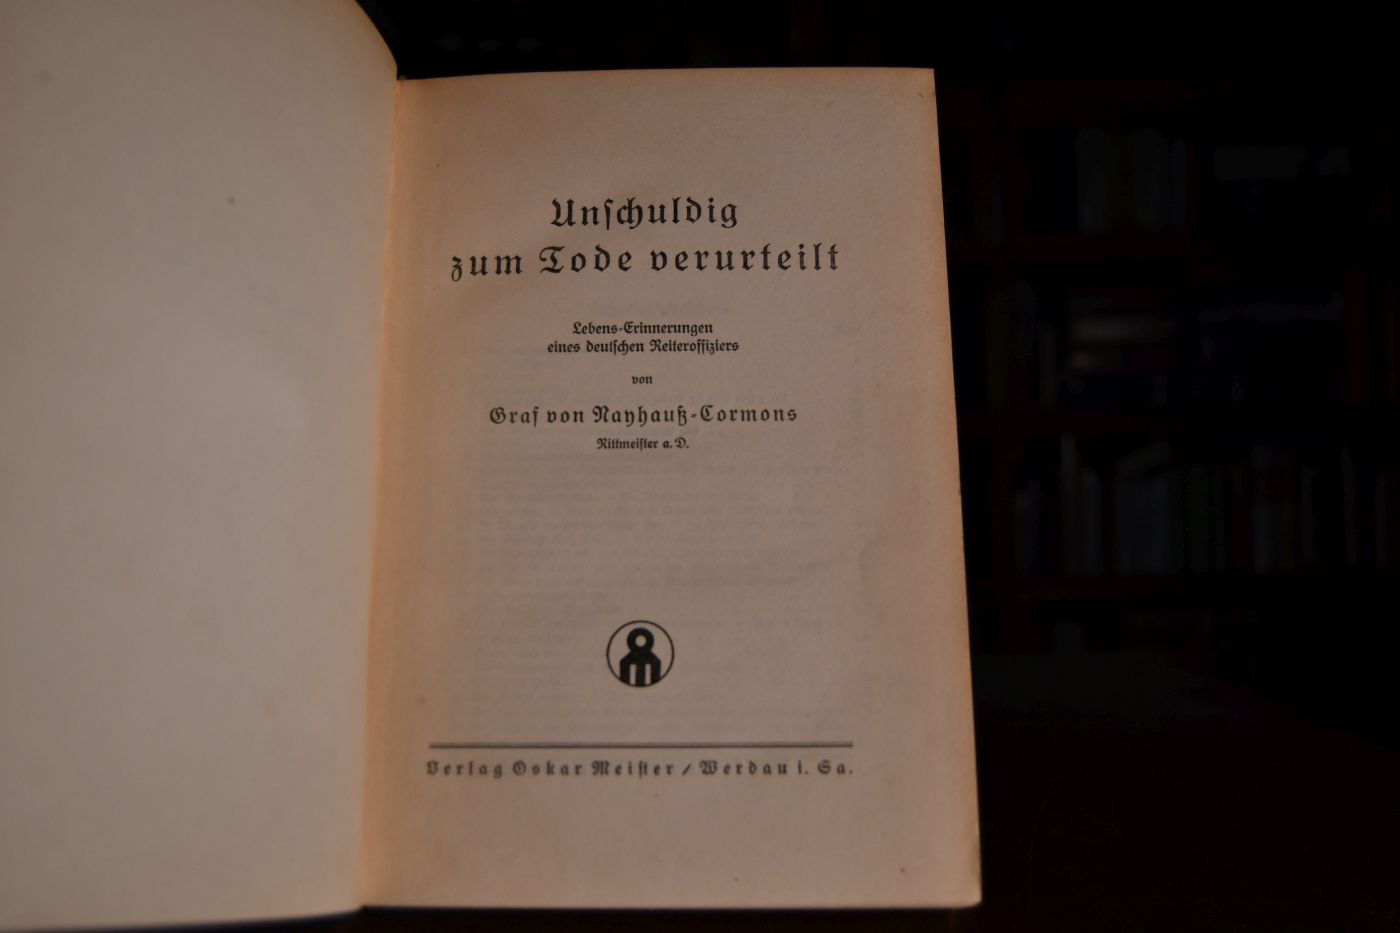 Unſchuldig
zum Tode verurteilt
Lebens-Erinnerungen
eines deutſchen Reiteroffiziers
von
Graf von Nayhauß-Cormons
Rittmeiſter a. D.
Verlag Oskar Meiſter / Werdau i. Sa.